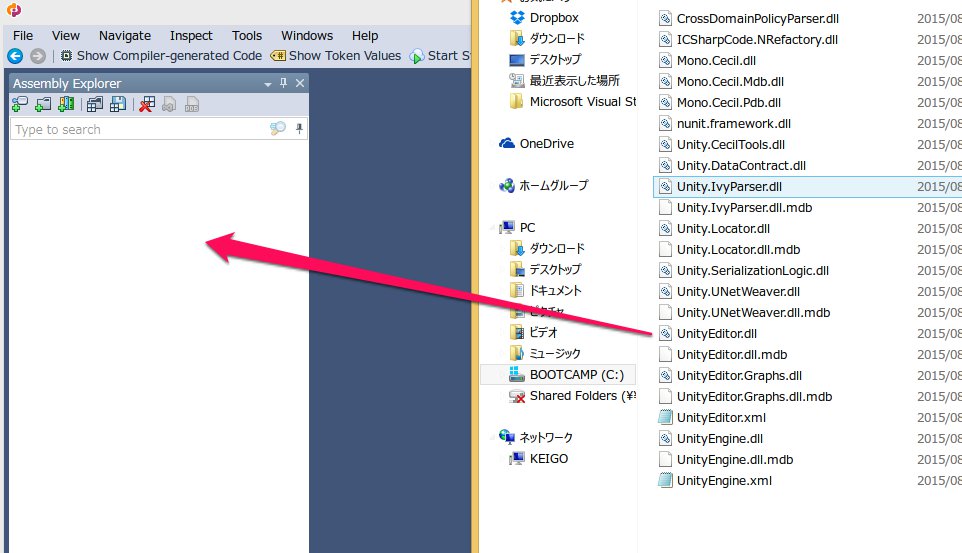 File View Navigate Inspect Tools Windows Help
Show Compiler-generated Code Show Token Values Start
Assembly Explorer
Type to search
Dropbox
ダウンロード
デスクトップ
最近表示した場所
Microsoft Visual St
OneDrive
ホームグループ
PC
ダウンロード
デスクトップ
ドキュメント
ピクチャ
ビデオ
ミュージック
BOOTCAMP (C:)
Shared Folders (¥¥
ネットワーク
KEIGO
CrossDomainPolicyParser.dll 2015/08
ICSharpCode.NRefactory.dll 2015/08
Mono.Cecil.dll 2015/08
Mono.Cecil.Mdb.dll 2015/08
Mono.Cecil.Pdb.dll 2015/08
nunit.framework.dll 2015/08
Unity.CecilTools.dll 2015/08
Unity.DataContract.dll 2015/08
Unity.IvyParser.dll 2015/08
Unity.IvyParser.dll.mdb 2015/08
Unity.Locator.dll 2015/08
Unity.Locator.dll.mdb 2015/08
Unity.SerializationLogic.dll 2015/08
Unity.UNetWeaver.dll 2015/08
Unity.UNetWeaver.dll.mdb 2015/08
UnityEditor.dll 2015/08
UnityEditor.dll.mdb 2015/08
UnityEditor.Graphs.dll 2015/08
UnityEditor.Graphs.dll.mdb 2015/08
UnityEditor.xml 2015/08
UnityEngine.dll 2015/08
UnityEngine.dll.mdb 2015/08
UnityEngine.xml 2015/08